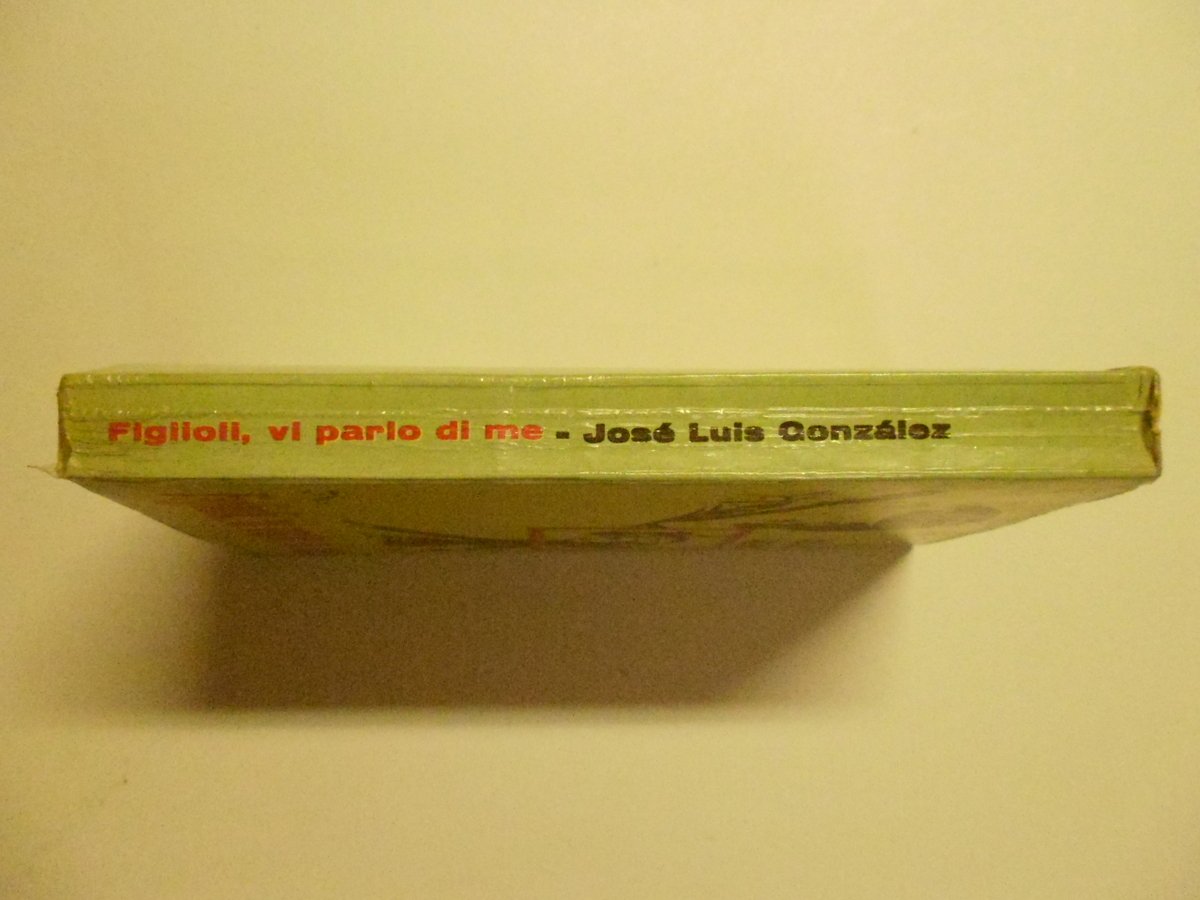 Figlioli, vi parlo di me - José Luis González